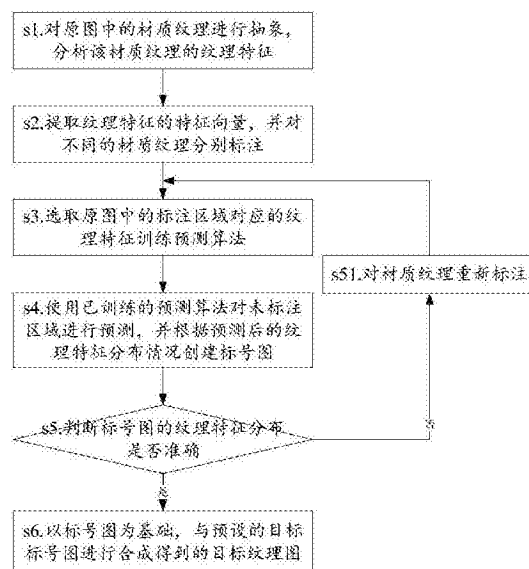 s1.对原图中的材质纹理进行抽象,
分析该材质纹理的纹理特征
s2.提取纹理特征的特征向量，并对
不同的材质纹理分别标注
s3.选取原图中的标注区域对应的纹
理特征训练预测算法
s51.对材质纹理重新标注
s4.使用已训练的预测算法对未标注
区域进行预测，并根据预测后的纹
理特征分布情况创建标号图
s5.判断标号图的纹理特征分布
是否准确
s6.以标号图为基础，与预设的目标
标号图进行合成得到的目标纹理图